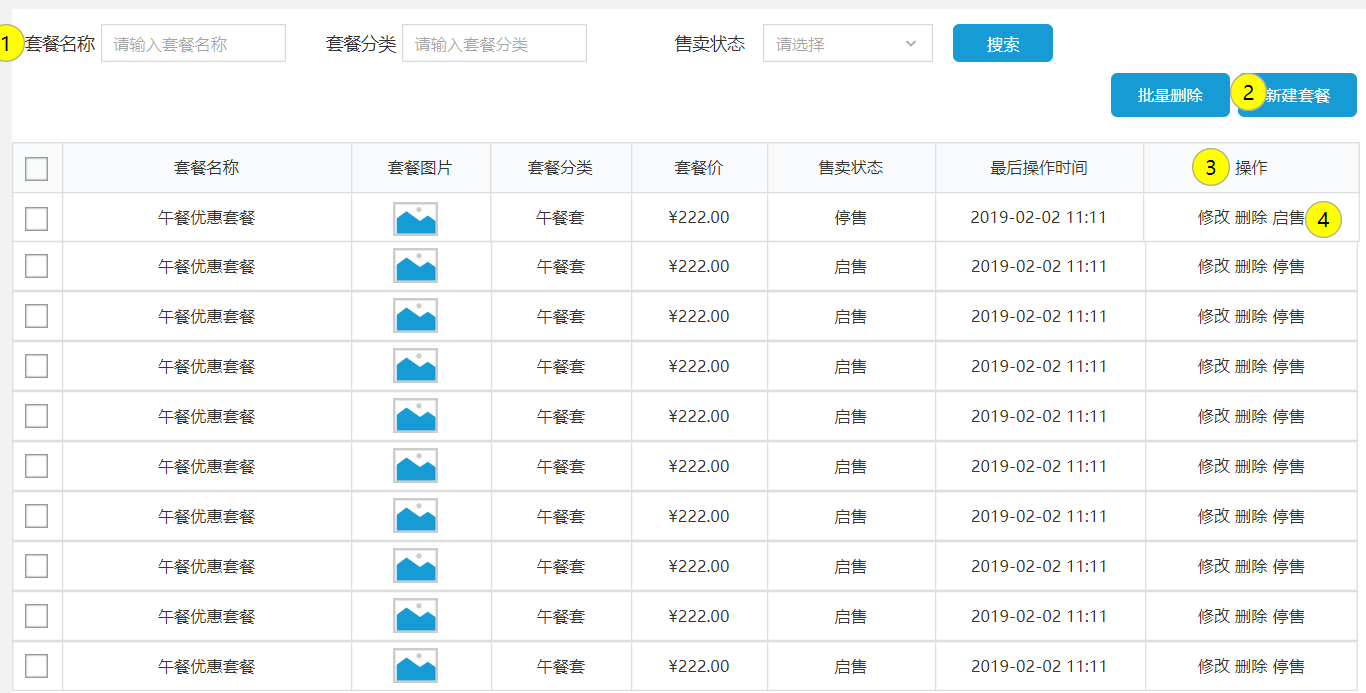 1 套餐名称 请输入套餐名称 套餐分类 请输入套餐分类 售卖状态 请选择 搜索
批量删除 2 新建套餐
套餐名称 套餐图片 套餐分类 套餐价 售卖状态 最后操作时间 3 操作
午餐优惠套餐 午餐套 ¥222.00 停售 2019-02-02 11:11 修改 删除 启售 4
午餐优惠套餐 午餐套 ¥222.00 启售 2019-02-02 11:11 修改 删除 停售
午餐优惠套餐 午餐套 ¥222.00 启售 2019-02-02 11:11 修改 删除 停售
午餐优惠套餐 午餐套 ¥222.00 启售 2019-02-02 11:11 修改 删除 停售
午餐优惠套餐 午餐套 ¥222.00 启售 2019-02-02 11:11 修改 删除 停售
午餐优惠套餐 午餐套 ¥222.00 启售 2019-02-02 11:11 修改 删除 停售
午餐优惠套餐 午餐套 ¥222.00 启售 2019-02-02 11:11 修改 删除 停售
午餐优惠套餐 午餐套 ¥222.00 启售 2019-02-02 11:11 修改 删除 停售
午餐优惠套餐 午餐套 ¥222.00 启售 2019-02-02 11:11 修改 删除 停售
午餐优惠套餐 午餐套 ¥222.00 启售 2019-02-02 11:11 修改 删除 停售